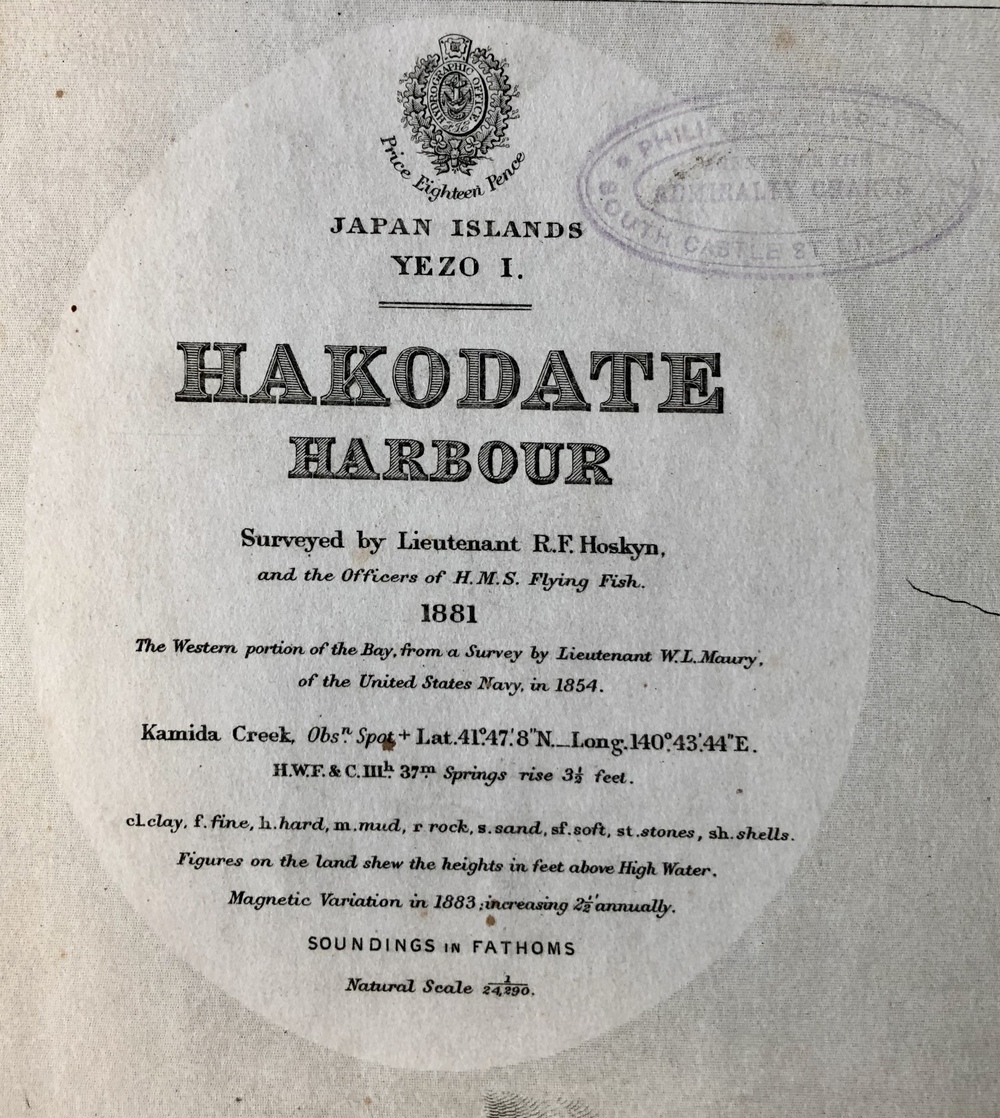 HYDROGRAPHIC OFFICE
Price Eighteen Pence
JAPAN ISLANDS
YEZO I.
HAKODATE
HARBOUR
Surveyed by Lieutenant R.F. Hoskyn,
and the Officers of H.M.S. Flying Fish.
1881
The Western portion of the Bay, from a Survey by Lieutenant W.L. Maury,
of the United States Navy, in 1854.
Kamida Creek, Obsn. Spot + Lat. 41°47'.8"N._Long. 140°.43'.44"E.
H.W.F. & C. IIIh. 37m Springs rise 3½ feet.
cl. clay, f. fine, h. hard, m. mud, r rock, s. sand, sf. soft, st. stones, sh. shells.
Figures on the land shew the heights in feet above High Water.
Magnetic Variation in 1883; increasing 2½' annually.
SOUNDINGS IN FATHOMS
Natural Scale 1/24,290.
ADMIRALTY
SOUTH CASTLE ST